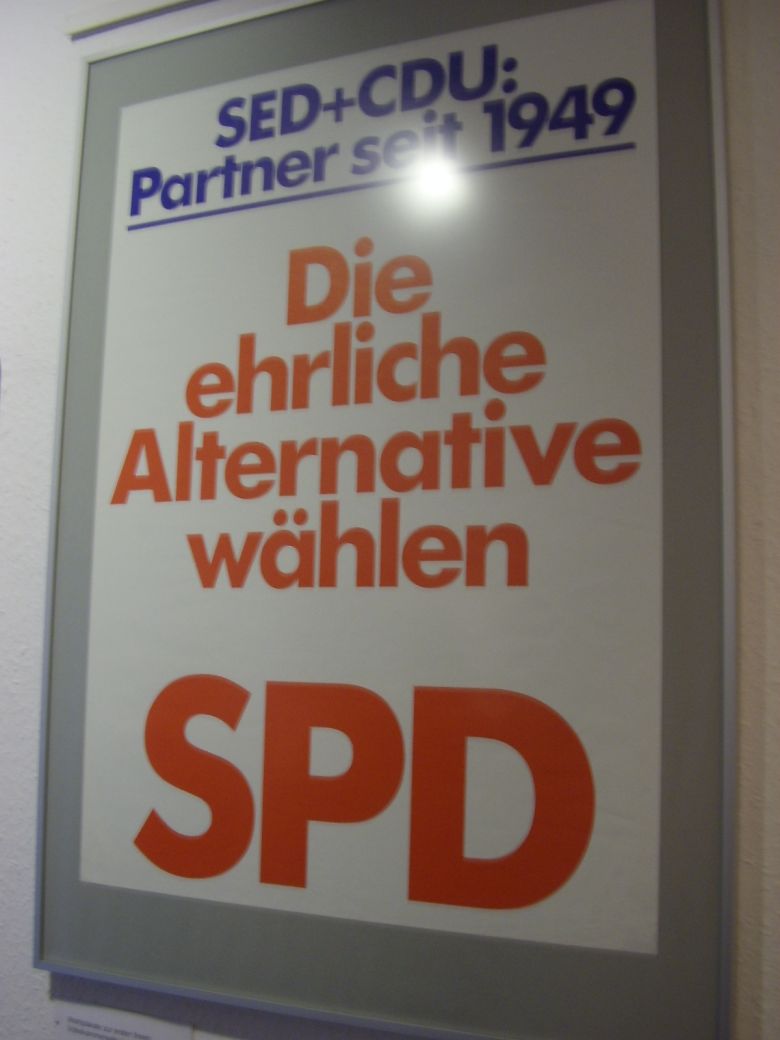 SED+CDU:
Partner seit 1949
Die
ehrliche
Alternative
wählen
SPD